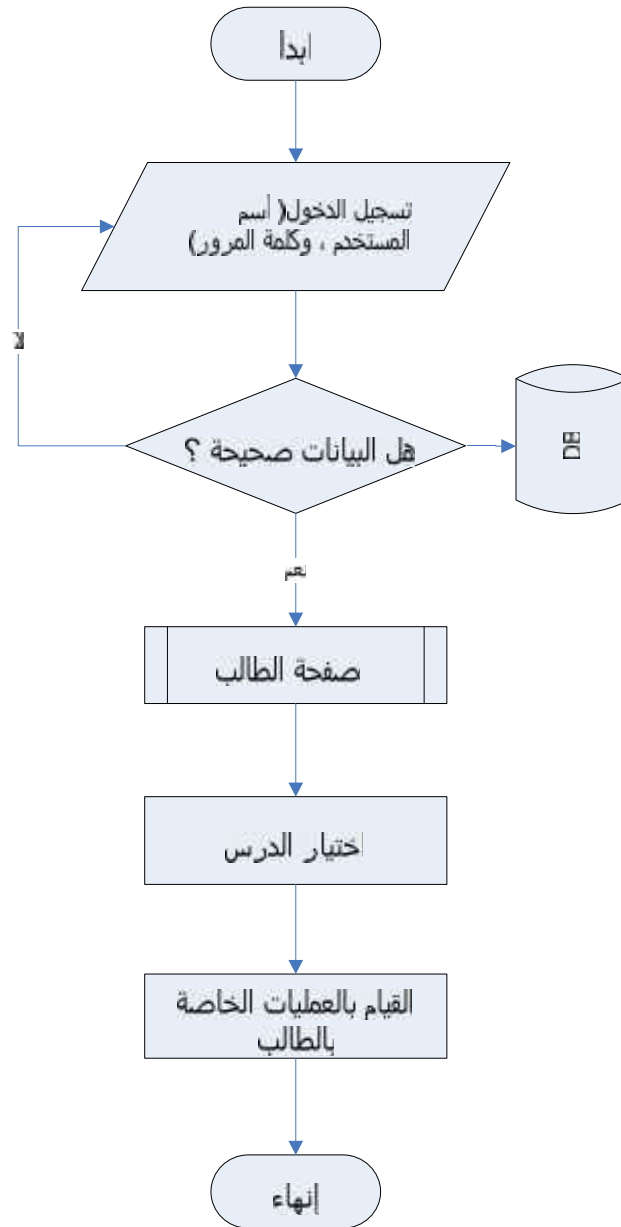 ابدأ
تسجيل الدخول( أسم
المستخدم ، وكلمة المرور)
لا
هل البيانات صحيحة ؟
DB
نعم
صفحة الطالب
اختيار الدرس
القيام بالعمليات الخاصة
بالطالب
إنهاء